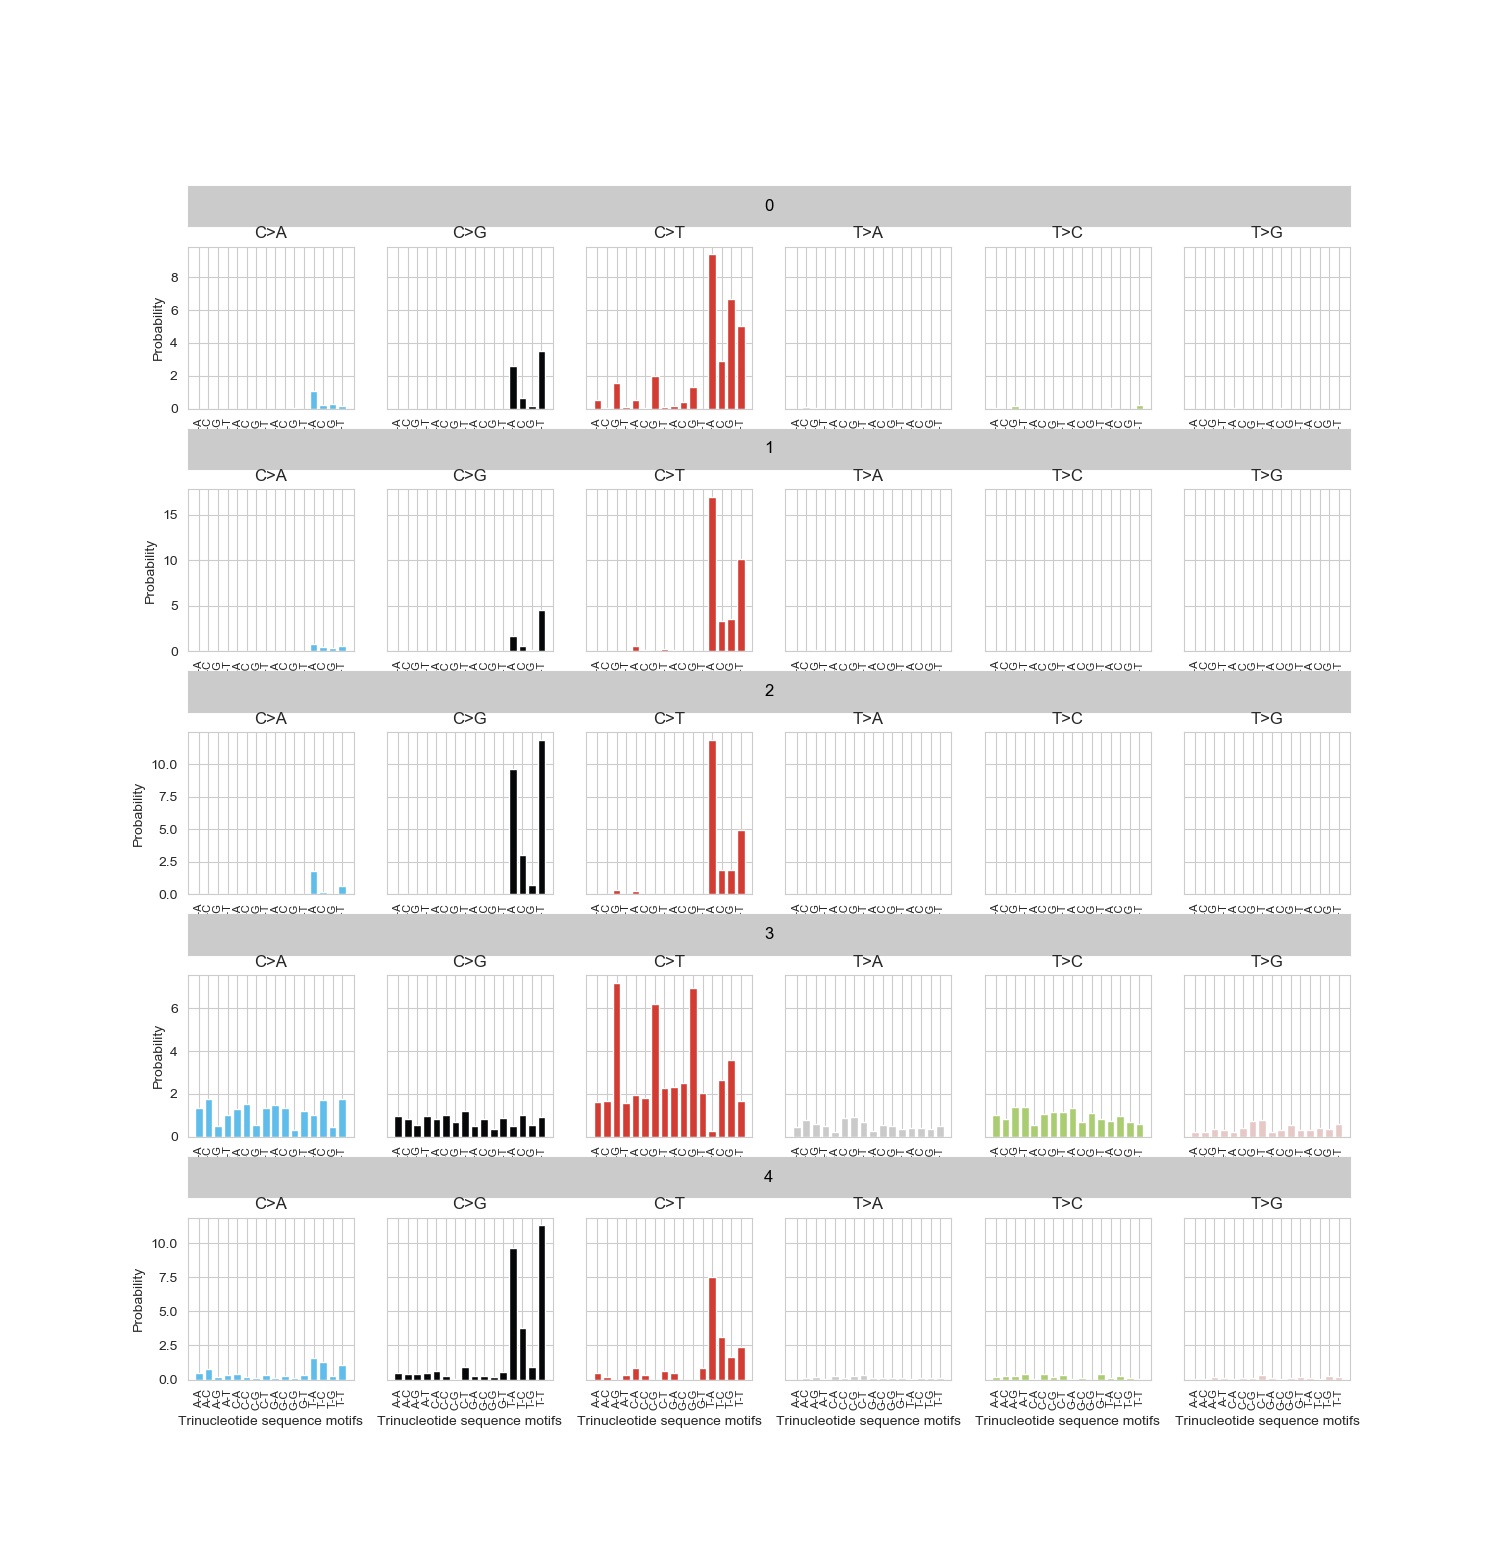 0
C>A C>G C>T T>A T>C T>G
8
6
4
2
0
Probability
1
C>A C>G C>T T>A T>C T>G
15
10
5
0
Probability
2
C>A C>G C>T T>A T>C T>G
10.0
7.5
5.0
2.5
0.0
Probability
3
C>A C>G C>T T>A T>C T>G
6
4
2
0
Probability
4
C>A C>G C>T T>A T>C T>G
10.0
7.5
5.0
2.5
0.0
Probability
A-A A-C A-G A-T C-A C-C C-G C-T G-A G-C G-G G-T T-A T-C T-G T-T
A-A A-C A-G A-T C-A C-C C-G C-T G-A G-C G-G G-T T-A T-C T-G T-T
A-A A-C A-G A-T C-A C-C C-G C-T G-A G-C G-G G-T T-A T-C T-G T-T
A-A A-C A-G A-T C-A C-C C-G C-T G-A G-C G-G G-T T-A T-C T-G T-T
A-A A-C A-G A-T C-A C-C C-G C-T G-A G-C G-G G-T T-A T-C T-G T-T
A-A A-C A-G A-T C-A C-C C-G C-T G-A G-C G-G G-T T-A T-C T-G T-T
Trinucleotide sequence motifs Trinucleotide sequence motifs Trinucleotide sequence motifs Trinucleotide sequence motifs Trinucleotide sequence motifs Trinucleotide sequence motifs